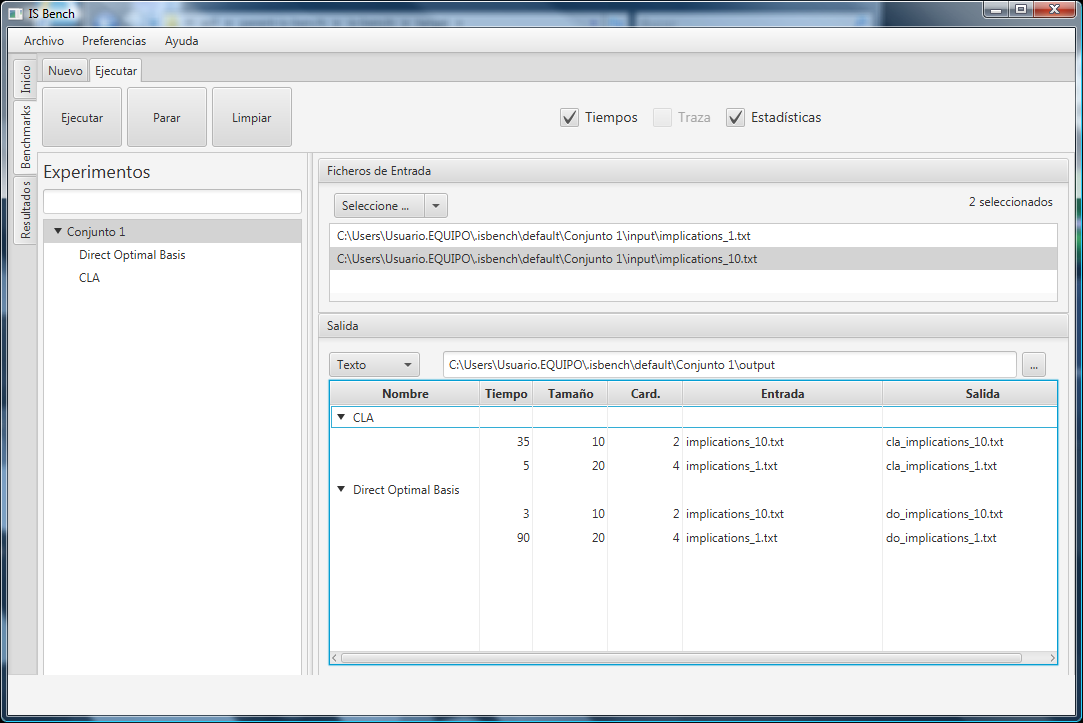 IS Bench
Archivo Preferencias Ayuda
Inicio
Benchmarks
Resultados
Nuevo Ejecutar
Ejecutar Parar Limpiar
Tiempos Traza Estadísticas
Experimentos
Conjunto 1
Direct Optimal Basis
CLA
Ficheros de Entrada
Seleccione ... 2 seleccionados
C:\Users\Usuario.EQUIPO\.isbench\default\Conjunto 1\input\implications_1.txt
C:\Users\Usuario.EQUIPO\.isbench\default\Conjunto 1\input\implications_10.txt
Salida
Texto C:\Users\Usuario.EQUIPO\.isbench\default\Conjunto 1\output ...
Nombre Tiempo Tamaño Card. Entrada Salida
CLA
35 10 2 implications_10.txt cla_implications_10.txt
5 20 4 implications_1.txt cla_implications_1.txt
Direct Optimal Basis
3 10 2 implications_10.txt do_implications_10.txt
90 20 4 implications_1.txt do_implications_1.txt